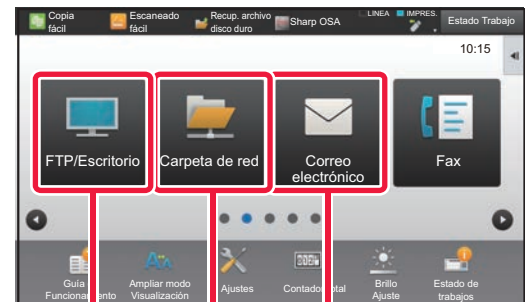 Copia
fácil
Escaneado
fácil
Recup. archivo
disco duro
Sharp OSA
LÍNEA
IMPRES.
Estado Trabajo
10:15
FTP/Escritorio
Carpeta de red
Correo
electrónico
Fax
Guía
Funcionamiento
Ampliar modo
Visualización
Ajustes
Contador total
Brillo
Ajuste
Estado de
trabajos